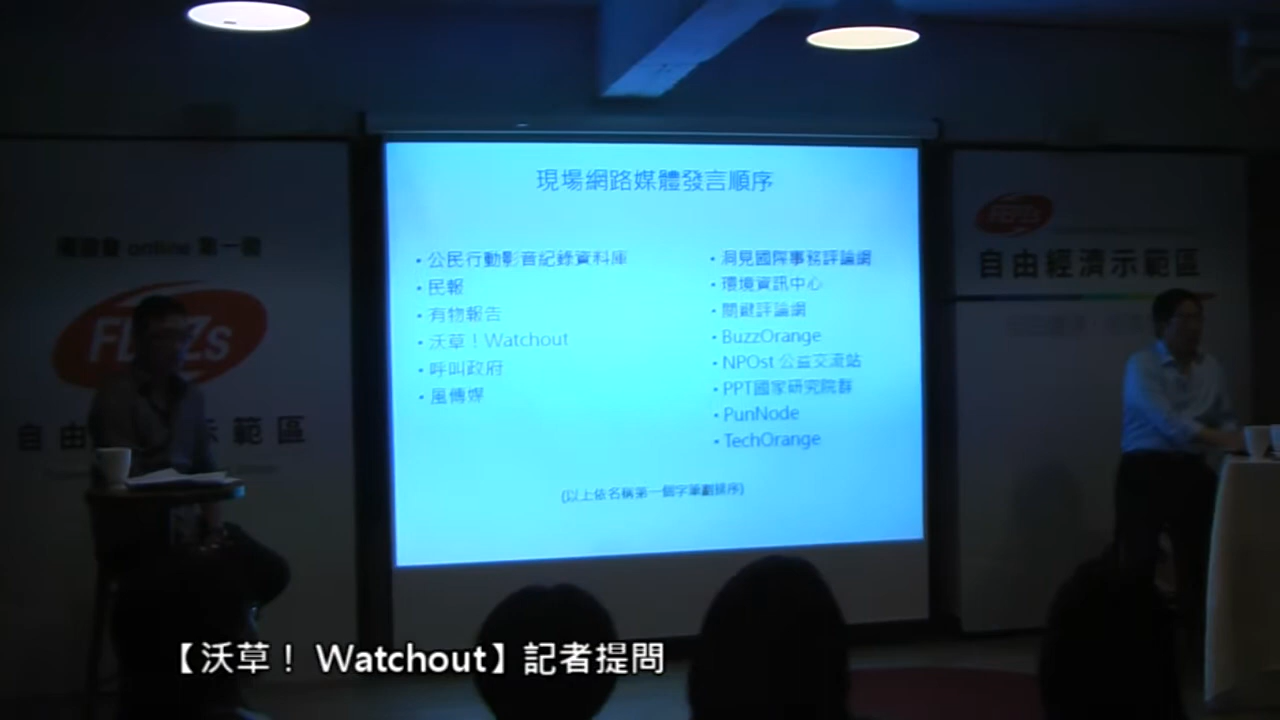 現場網路媒體發言順序
• 公民行動影音紀錄資料庫
• 民報
• 有物報告
• 沃草！Watchout
• 呼叫政府
• 風傳媒
• 洞見國際事務評論網
• 環境資訊中心
• 關鍵評論網
• BuzzOrange
• NPOst 公益交流站
• PPT國家研究院群
• PunNode
• TechOrange
(以上依名稱第一個字筆劃排序)
online 第一
自由
示範區
FEPZs
自由經濟示範區
【沃草！ Watchout】記者提問